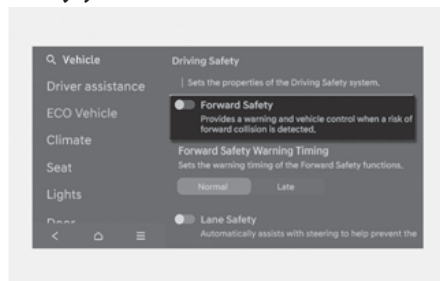 Vehicle
Driver assistance
ECO Vehicle
Climate
Seat
Lights
Driving Safety
Sets the properties of the Driving Safety system.
Forward Safety
Provides a warning and vehicle control when a risk of
forward collision is detected.
Forward Safety Warning Timing
Sets the warning timing of the Forward Safety functions.
Normal Late
Lane Safety
Automatically assists with steering to help prevent the